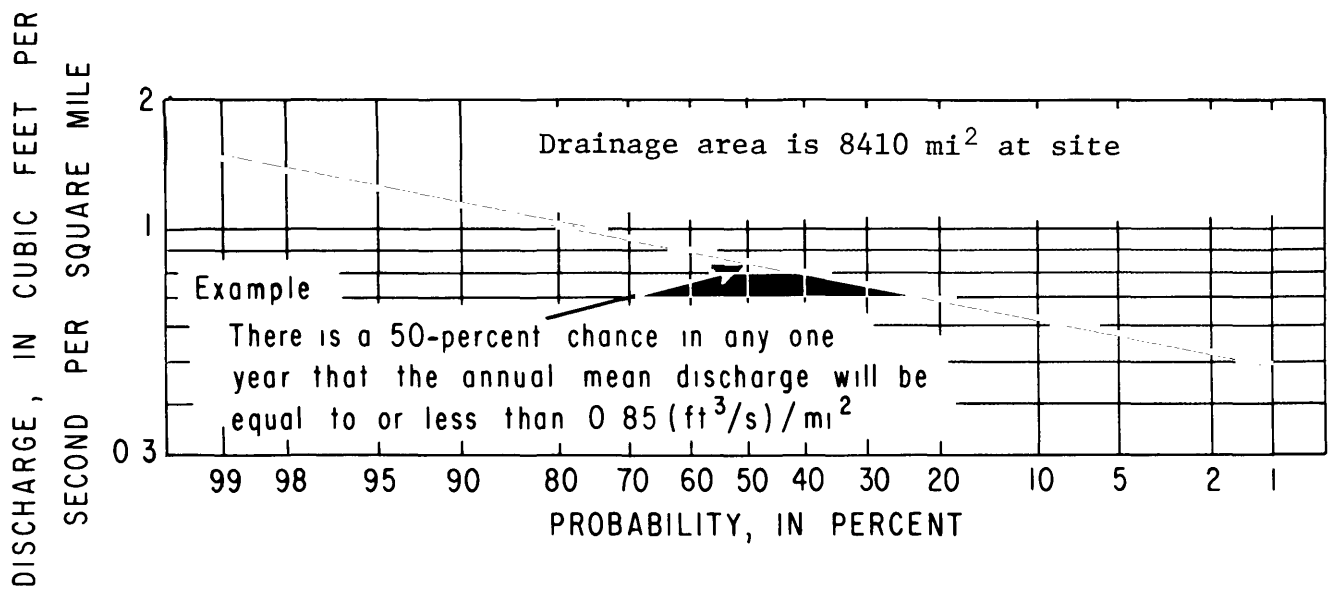 DISCHARGE, IN CUBIC FEET PER
SECOND PER SQUARE MILE
2
1
0 3
Drainage area is 8410 mi² at site
Example
There is a 50-percent chance in any one
year that the annual mean discharge will be
equal to or less than 0 85 (ft³/s)/mi²
99 98 95 90 80 70 60 50 40 30 20 10 5 2 1
PROBABILITY, IN PERCENT